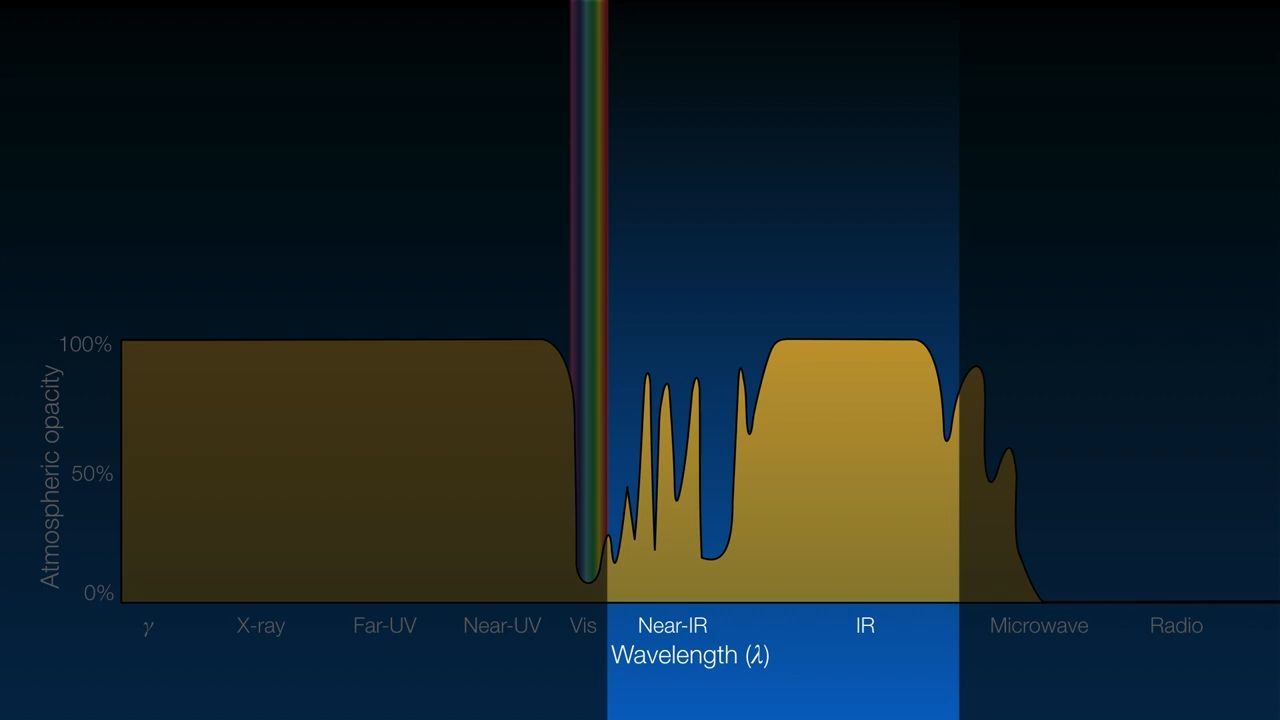 100%
50%
0%
Atmospheric opacity
γ X-ray Far-UV Near-UV Vis Near-IR IR Microwave Radio
Wavelength (λ)